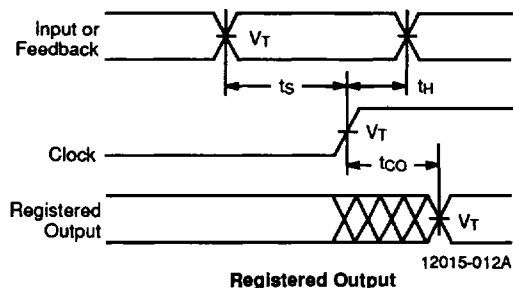 Input or
Feedback
VT
tS
tH
Clock
VT
tCO
Registered
Output
VT
12015-012A
Registered Output